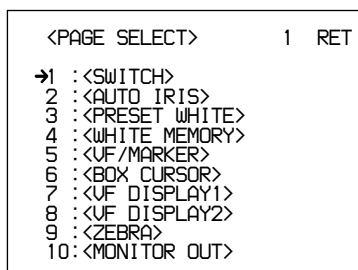 <PAGE SELECT> 1 RET
→1 :<SWITCH>
2 :<AUTO IRIS>
3 :<PRESET WHITE>
4 :<WHITE MEMORY>
5 :<VF/MARKER>
6 :<BOX CURSOR>
7 :<VF DISPLAY1>
8 :<VF DISPLAY2>
9 :<ZEBRA>
10:<MONITOR OUT>